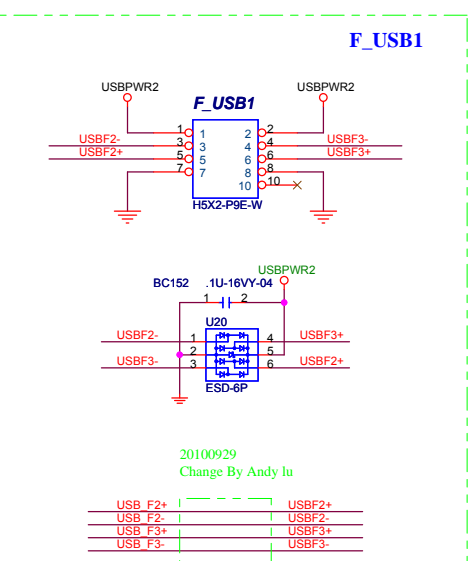 F_USB1
USBPWR2 USBPWR2
F_USB1
1 1 2 2
USBF2- 3 3 4 4 USBF3-
USBF2+ 5 5 6 6 USBF3+
7 7 8 8
10 10
H5X2-P9E-W
USBPWR2
BC152 .1U-16VY-04
1 2
U20
USBF2- 1 4 USBF3+
2 5
USBF3- 3 6 USBF2+
ESD-6P
20100929
Change By Andy lu
USB_F2+ USBF2+
USB_F2- USBF2-
USB_F3+ USBF3+
USB_F3- USBF3-